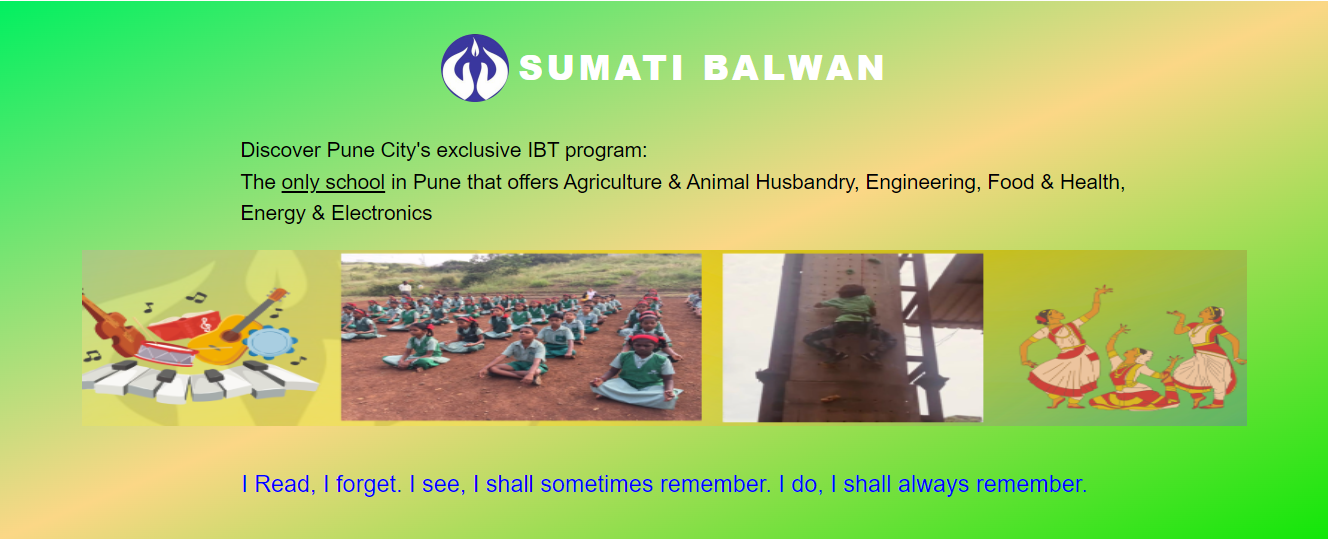 SUMATI BALWAN
Discover Pune City's exclusive IBT program:
The only school in Pune that offers Agriculture & Animal Husbandry, Engineering, Food & Health,
Energy & Electronics
I Read, I forget. I see, I shall sometimes remember. I do, I shall always remember.